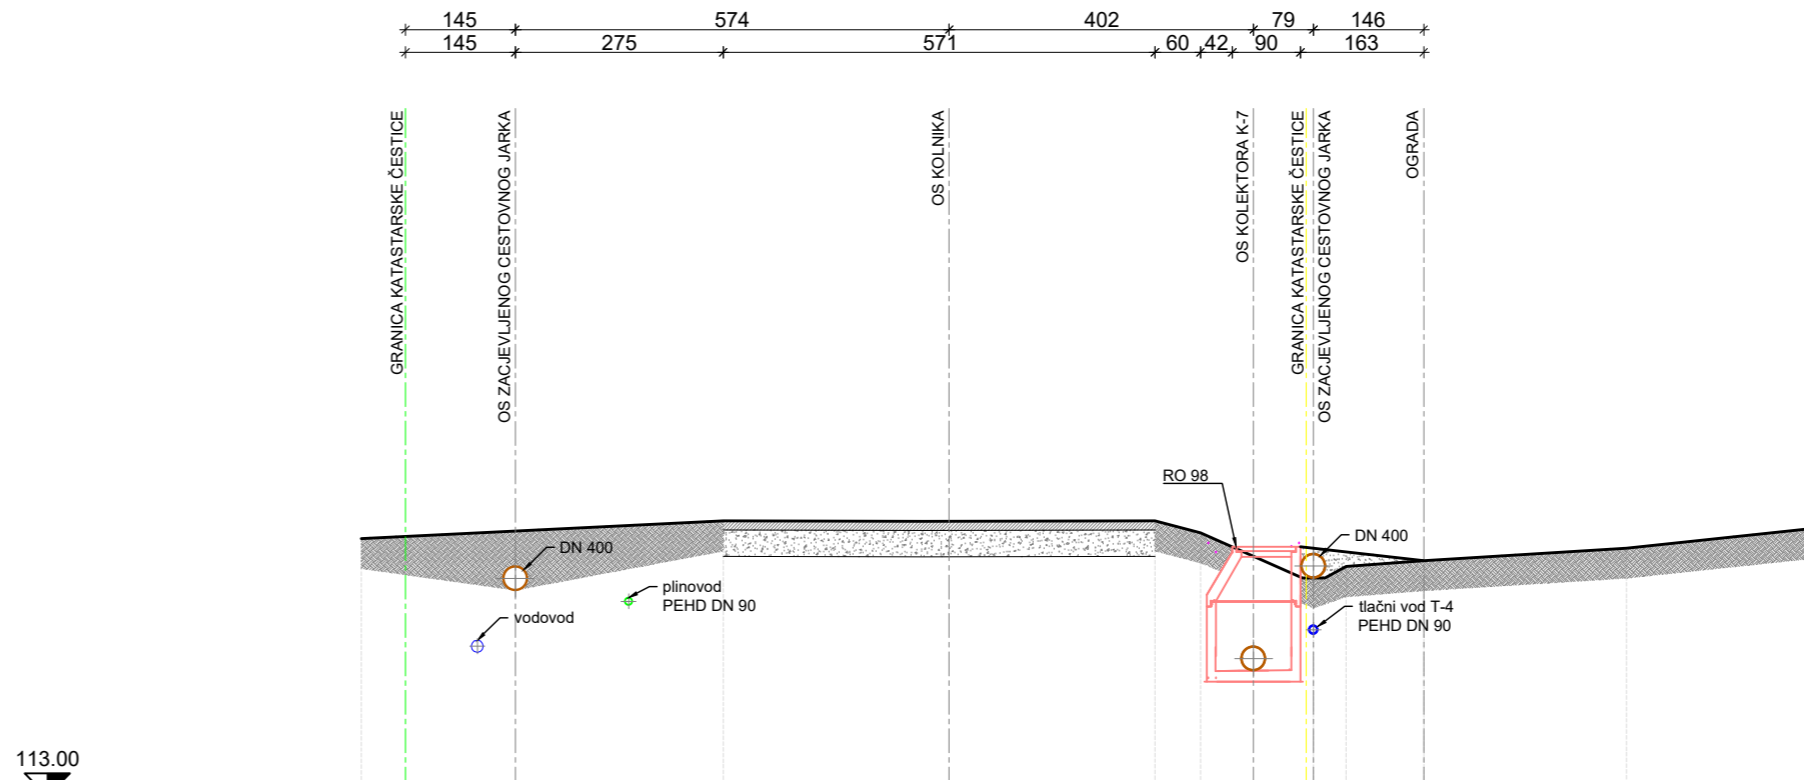 145 574 402 79 146
145 275 571 60 42 90 163
GRANICA KATASTARSKE ČESTICE
OS ZACJEVLJENOG CESTOVNOG JARKA
OS KOLNIKA
OS KOLEKTORA K-7
GRANICA KATASTARSKE ČESTICE
OS ZACJEVLJENOG CESTOVNOG JARKA
OGRADA
RO 98
DN 400
DN 400
plinovod
PEHD DN 90
vodovod
tlačni vod T-4
PEHD DN 90
113.00